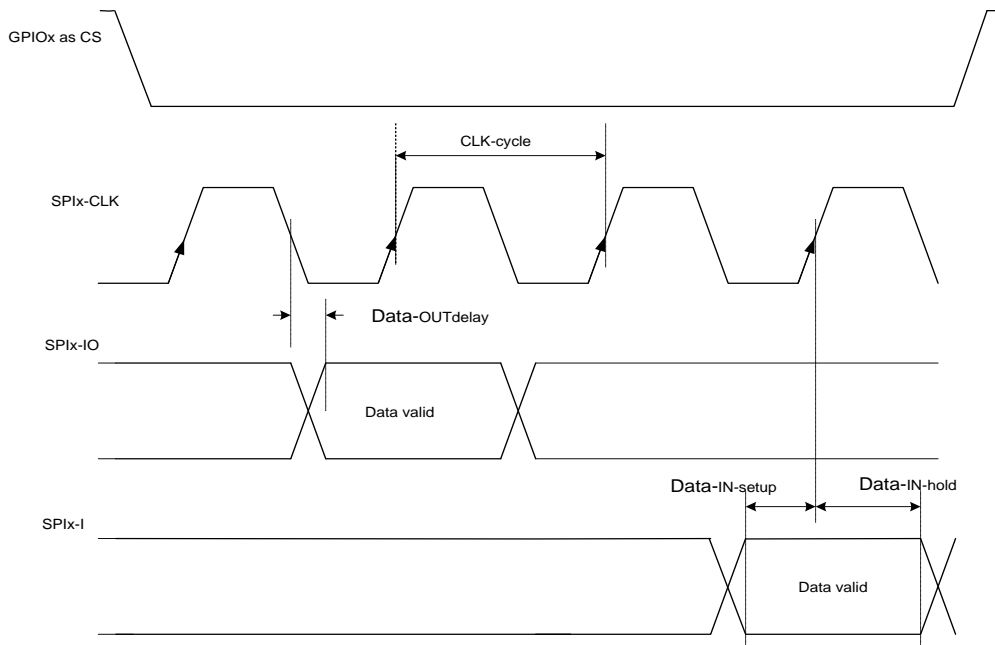 GPIOx as CS
CLK-cycle
SPIx-CLK
Data-OUTdelay
SPIx-IO
Data valid
Data-IN-setup
Data-IN-hold
SPIx-I
Data valid